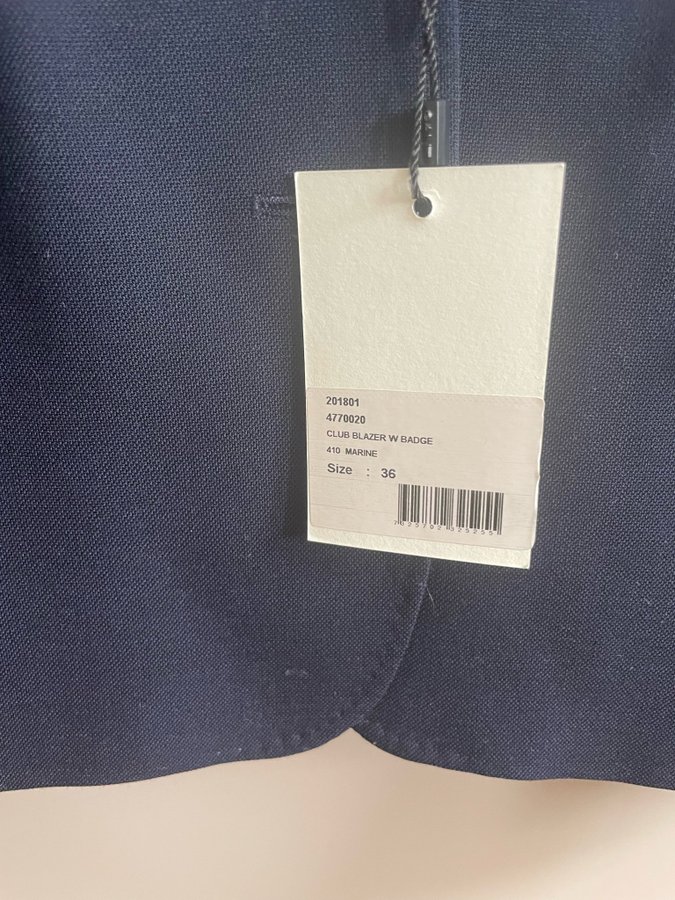 201801
4770020
CLUB BLAZER W BADGE
410 MARINE
Size : 36